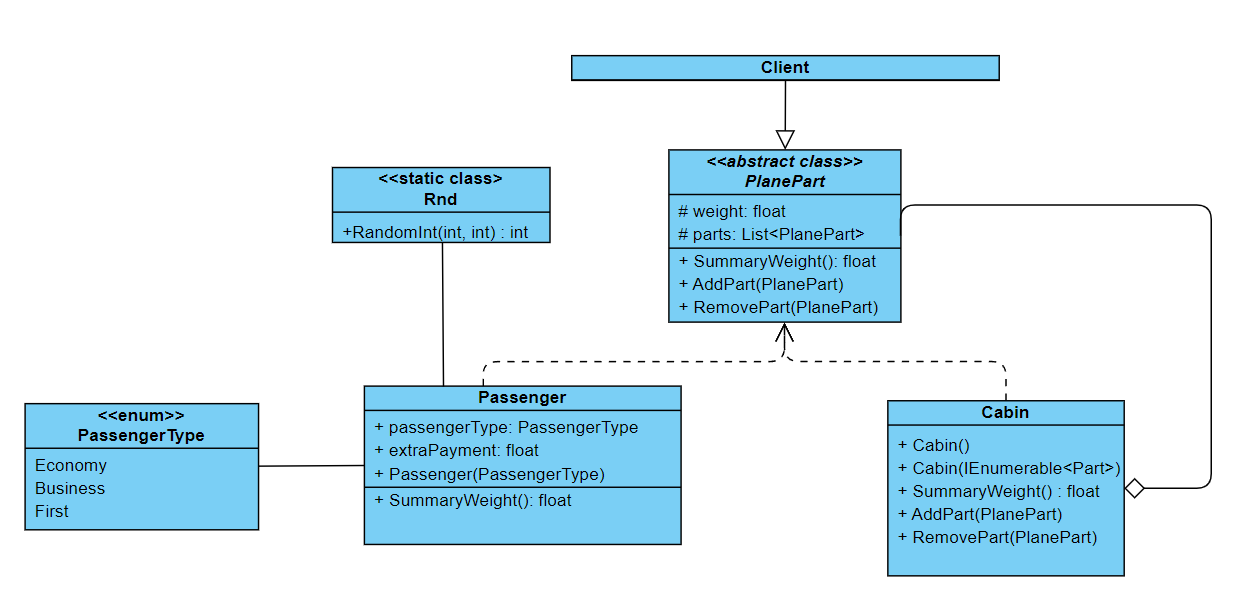 Client
<<abstract class>>
PlanePart
# weight: float
# parts: List<PlanePart>
+ SummaryWeight(): float
+ AddPart(PlanePart)
+ RemovePart(PlanePart)
<<static class>
Rnd
+RandomInt(int, int) : int
<<enum>>
PassengerType
Economy
Business
First
Passenger
+ passengerType: PassengerType
+ extraPayment: float
+ Passenger(PassengerType)
+ SummaryWeight(): float
Cabin
+ Cabin()
+ Cabin(IEnumerable<Part>)
+ SummaryWeight() : float
+ AddPart(PlanePart)
+ RemovePart(PlanePart)